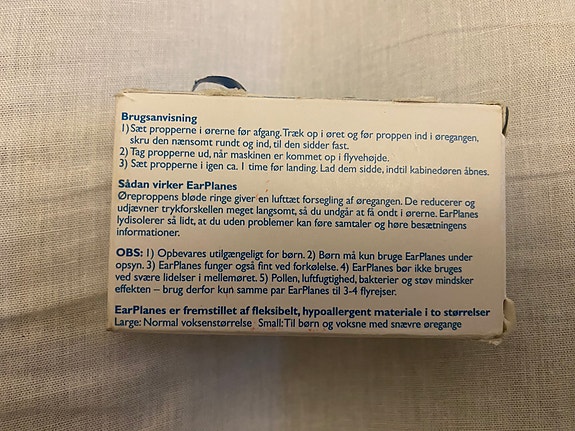 Brugsanvisning
1) Sæt propperne i ørerne før afgang. Træk op i øret og før proppen ind i øregangen,
skru den nænsomt rundt og ind, til den sidder fast.
2) Tag propperne ud, når maskinen er kommet op i flyvehøjde.
3) Sæt propperne i igen ca. 1 time før landing. Lad dem sidde, indtil kabinedøren åbnes.
Sådan virker EarPlanes
Øreproppens bløde ringe giver en lufttæt forsegling af øregangen. De reducerer og
udjævner trykforskellen meget langsomt, så du undgår at få ondt i ørerne. EarPlanes
lydisolerer så lidt, at du uden problemer kan føre samtaler og høre besætningens
informationer.
OBS: 1) Opbevares utilgængeligt for børn. 2) Børn må kun bruge EarPlanes under
opsyn. 3) EarPlanes funger også fint ved forkølelse. 4) EarPlanes bør ikke bruges
ved svære lidelser i mellemøret. 5) Pollen, luftfugtighed, bakterier og støv mindsker
effekten – brug derfor kun samme par EarPlanes til 3-4 flyrejser.
EarPlanes er fremstillet af fleksibelt, hypoallergent materiale i to størrelser
Large: Normal voksenstørrelse Small: Til børn og voksne med snævre øregange